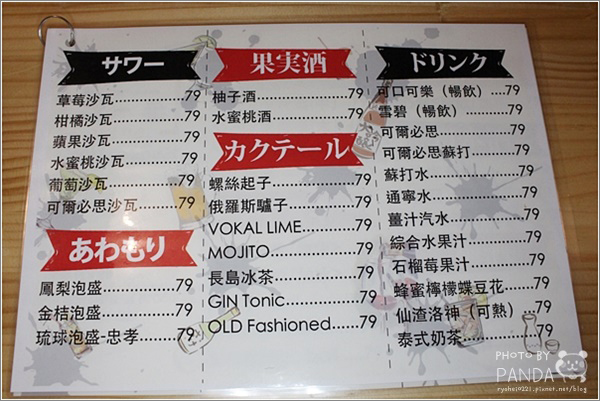 サワー
草莓沙瓦..............79
柑橘沙瓦..............79
蘋果沙瓦..............79
水蜜桃沙瓦..........79
葡萄沙瓦..............79
可爾必思沙瓦......79
あわもり
鳳梨泡盛..............79
金桔泡盛..............79
琉球泡盛-忠孝.....79
果実酒
柚子酒..................79
水蜜桃酒..............79
カクテール
螺絲起子..............79
俄羅斯驢子..........79
VOKAL LIME.........79
MOJITO................79
長島冰茶..............79
GIN Tonic............79
OLD Fashioned......79
ドリンク
可口可樂（暢飲）....79
雪碧（暢飲）........79
可爾必思..............79
可爾必思蘇打......79
蘇打水..................79
通寧水..................79
薑汁汽水..............79
綜合水果汁..........79
石榴莓果汁..........79
蜂蜜檸檬蝶豆花......79
仙渣洛神（可熱）...79
泰式奶茶..............79
PHOTO BY
PANDA
ryohei9221.pixnet.net/blog